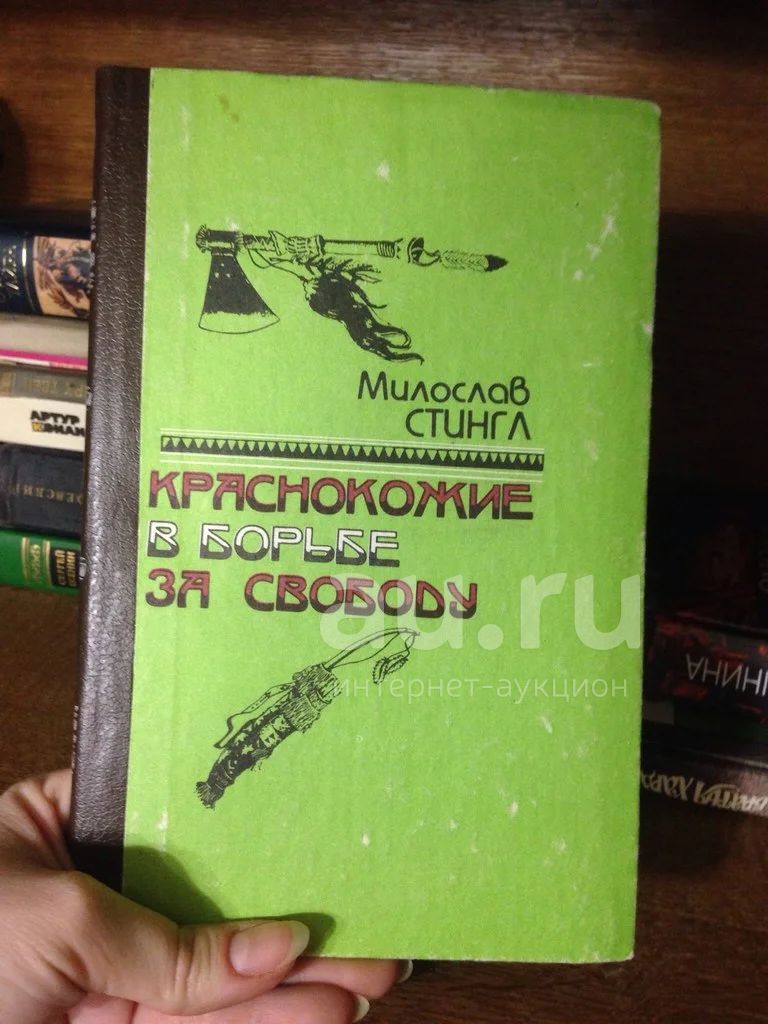 Милослав
СТИНГЛ
КРАСНОКОЖИЕ
В БОРЬБЕ
ЗА СВОБОДУ
au.ru
интернет-аукцион
АРТУР